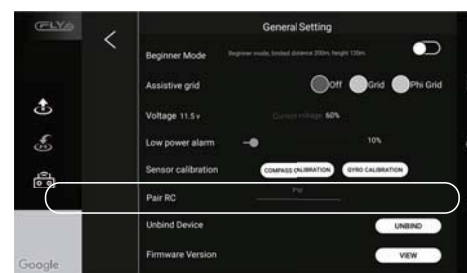 General Setting
C-FLY
Beginner Mode Beginner mode, limited distance 200m, height 120m.
Assistive grid Off Grid Phi Grid
Voltage 11.5 v Current voltage 60%
Low power alarm 10%
Sensor calibration COMPASS CALIBRATION GYRO CALIBRATION
Pair RC
Unbind Device UNBIND
Firmware Version VIEW
Google